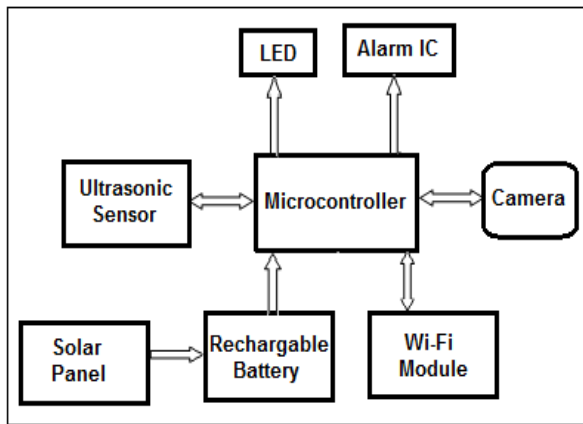 LED
Alarm IC
Ultrasonic
Sensor
Microcontroller
Camera
Solar
Panel
Rechargable
Battery
Wi-Fi
Module